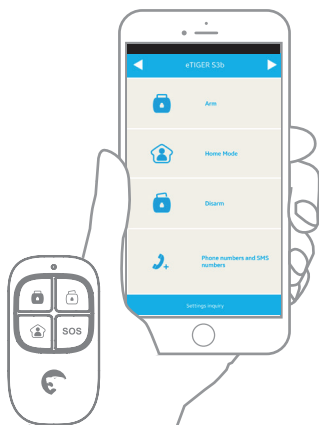 eTIGER S3b
Arm
Home Mode
Disarm
Phone numbers and SMS
numbers
Settings inquiry
SOS